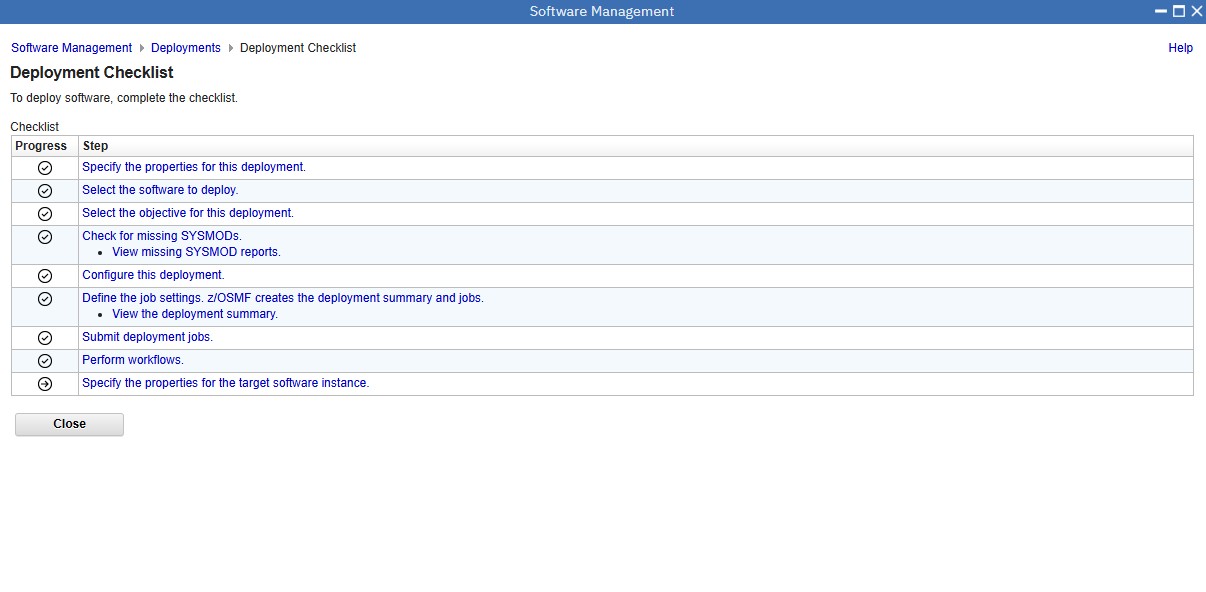 Software Management
Software Management Deployments Deployment Checklist Help
Deployment Checklist
To deploy software, complete the checklist.
Checklist
Progress Step
Specify the properties for this deployment.
Select the software to deploy.
Select the objective for this deployment.
Check for missing SYSMODs.
• View missing SYSMOD reports.
Configure this deployment.
Define the job settings. z/OSMF creates the deployment summary and jobs.
• View the deployment summary.
Submit deployment jobs.
Perform workflows.
Specify the properties for the target software instance.
Close